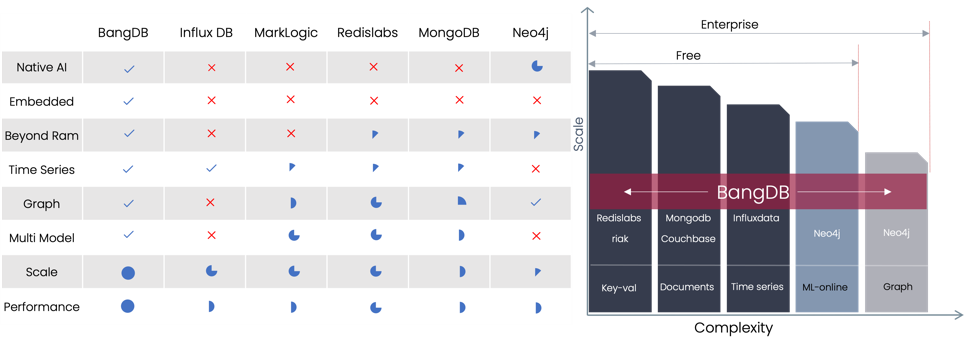 BangDB Influx DB MarkLogic Redislabs MongoDB Neo4j
Native AI
Embedded
Beyond Ram
Time Series
Graph
Multi Model
Scale
Performance
Enterprise
Free
Scale
BangDB
Redislabs
riak
Mongodb
Couchbase
Influxdata
Neo4j
Neo4j
Key-val
Documents
Time series
ML-online
Graph
Complexity